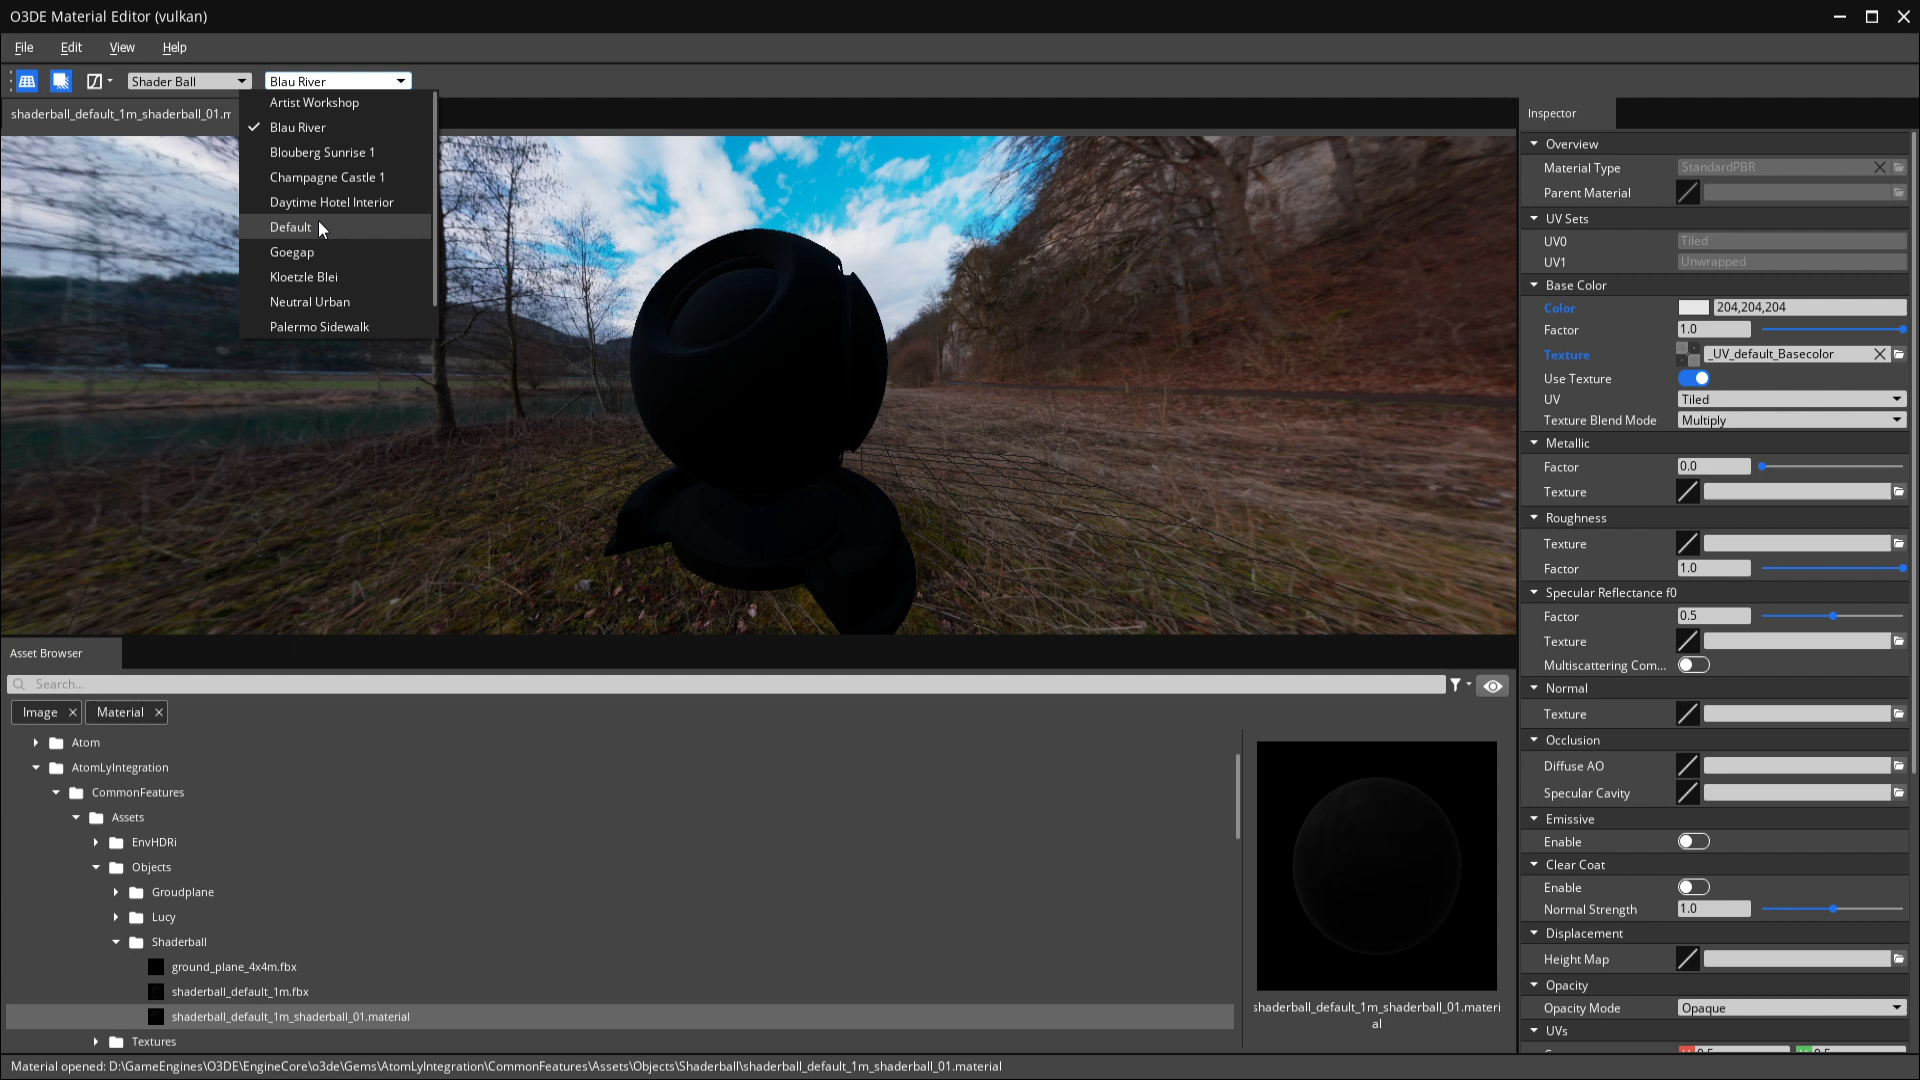 O3DE Material Editor (vulkan)
File Edit View Help
Shader Ball
Blau River
shaderball_default_1m_shaderball_01.m
Artist Workshop
Blau River
Blouberg Sunrise 1
Champagne Castle 1
Daytime Hotel Interior
Default
Goegap
Kloetzle Blei
Neutral Urban
Palermo Sidewalk
Asset Browser
Search...
Image
Material
Atom
AtomLyIntegration
CommonFeatures
Assets
EnvHDRi
Objects
Groudplane
Lucy
Shaderball
ground_plane_4x4m.fbx
shaderball_default_1m.fbx
shaderball_default_1m_shaderball_01.material
Textures
shaderball_default_1m_shaderball_01.materi
al
Inspector
Overview
Material Type StandardPBR
Parent Material
UV Sets
UV0 Tiled
UV1 Unwrapped
Base Color
Color 204,204,204
Factor 1.0
Texture _UV_default_Basecolor
Use Texture
UV Tiled
Texture Blend Mode Multiply
Metallic
Factor 0.0
Texture
Roughness
Texture
Factor 1.0
Specular Reflectance f0
Factor 0.5
Texture
Multiscattering Com...
Normal
Texture
Occlusion
Diffuse AO
Specular Cavity
Emissive
Enable
Clear Coat
Enable
Normal Strength 1.0
Displacement
Height Map
Opacity
Opacity Mode Opaque
UVs
Material opened: D:\GameEngines\O3DE\EngineCore\o3de\Gems\AtomLyIntegration\CommonFeatures\Assets\Objects\Shaderball\shaderball_default_1m_shaderball_01.material